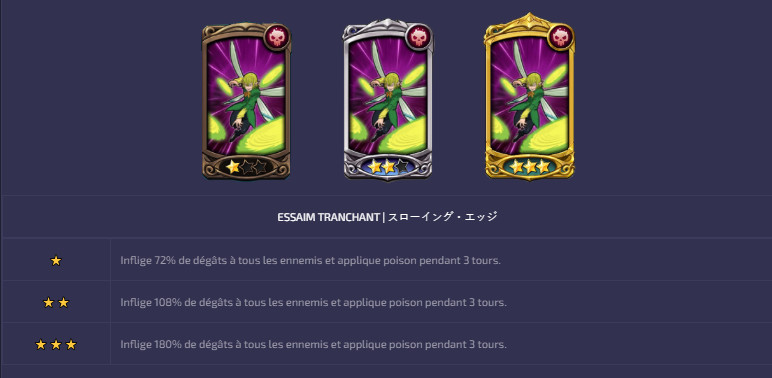 ESSAIM TRANCHANT | スローイング・エッジ
Inflige 72% de dégâts à tous les ennemis et applique poison pendant 3 tours.
Inflige 108% de dégâts à tous les ennemis et applique poison pendant 3 tours.
Inflige 180% de dégâts à tous les ennemis et applique poison pendant 3 tours.